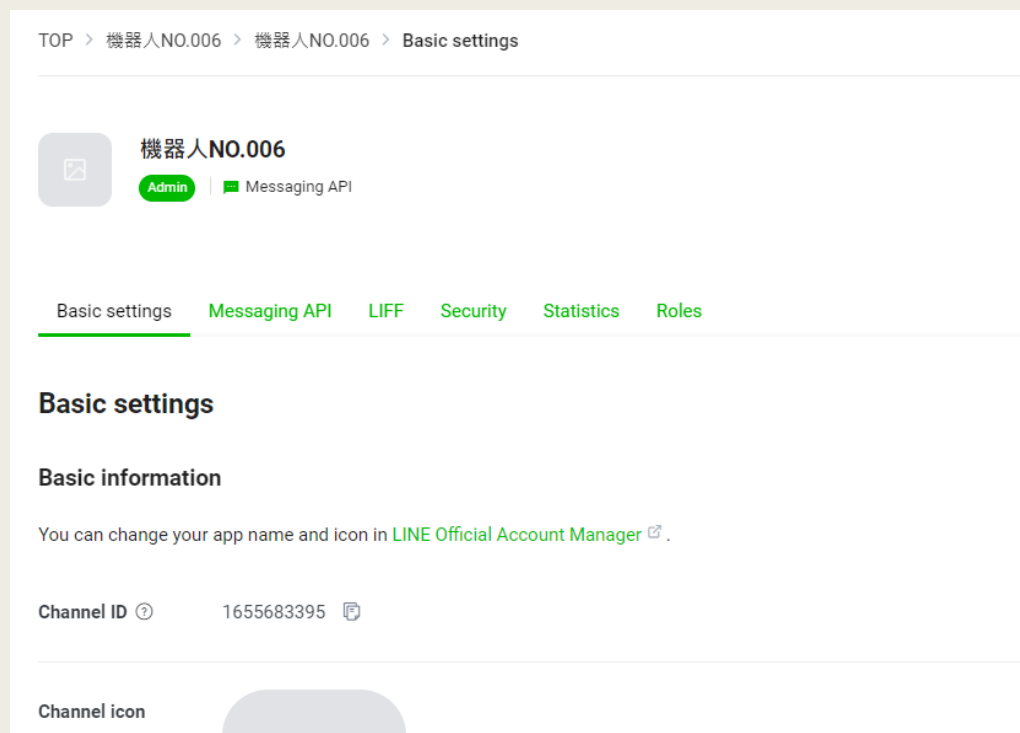 TOP > 機器人NO.006 > 機器人NO.006 > Basic settings
機器人NO.006
Admin Messaging API
Basic settings Messaging API LIFF Security Statistics Roles
Basic settings
Basic information
You can change your app name and icon in LINE Official Account Manager .
Channel ID ? 1655683395
Channel icon